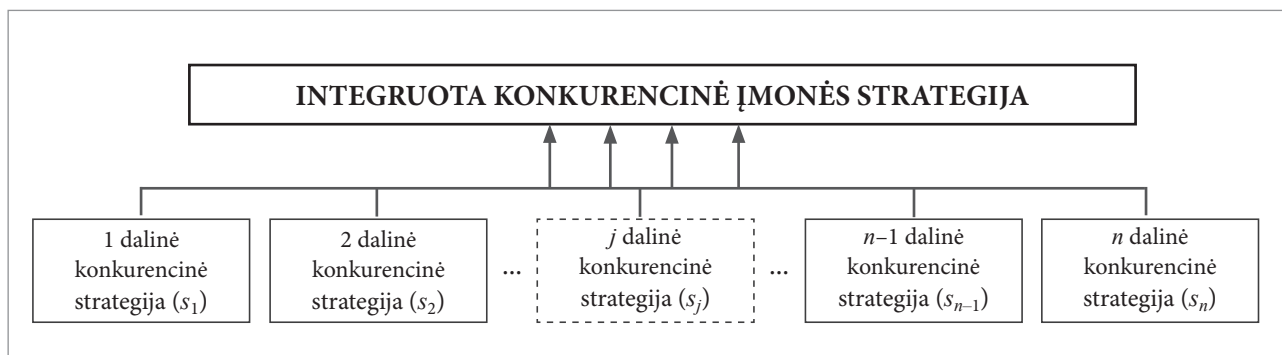 INTEGRUOTA KONKURENCINĖ ĮMONĖS STRATEGIJA
1 dalinė
konkurencinė
strategija (s₁)
2 dalinė
konkurencinė
strategija (s₂)
...
j dalinė
konkurencinė
strategija (sⱼ)
...
n–1 dalinė
konkurencinė
strategija (sₙ₋₁)
n dalinė
konkurencinė
strategija (sₙ)